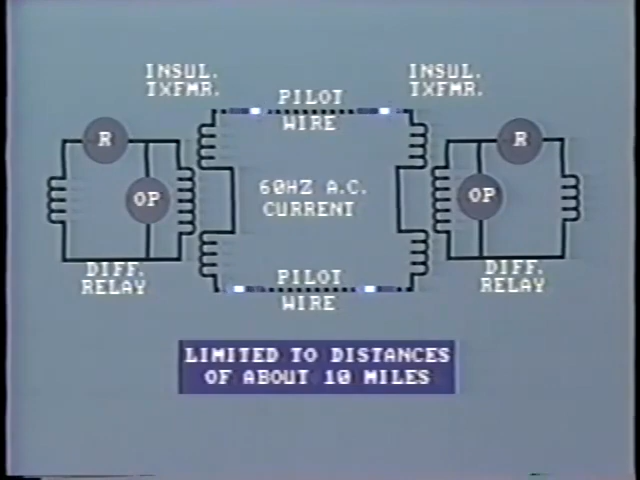 INSUL.
TXFMR.
INSUL.
TXFMR.
PILOT
WIRE
R
R
OP
60HZ A.C.
CURRENT
OP
DIFF.
RELAY
PILOT
WIRE
DIFF.
RELAY
LIMITED TO DISTANCES
OF ABOUT 10 MILES